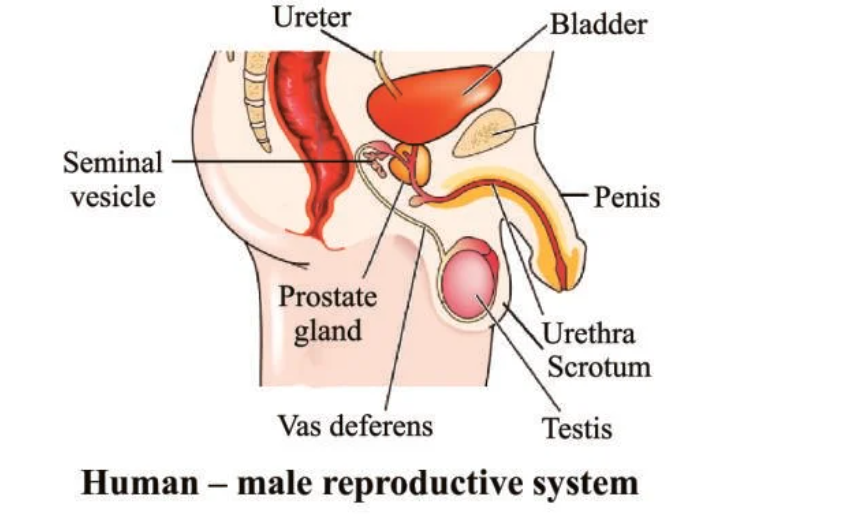 Ureter
Bladder
Seminal
vesicle
Penis
Prostate
gland
Urethra
Scrotum
Vas deferens
Testis
Human – male reproductive system